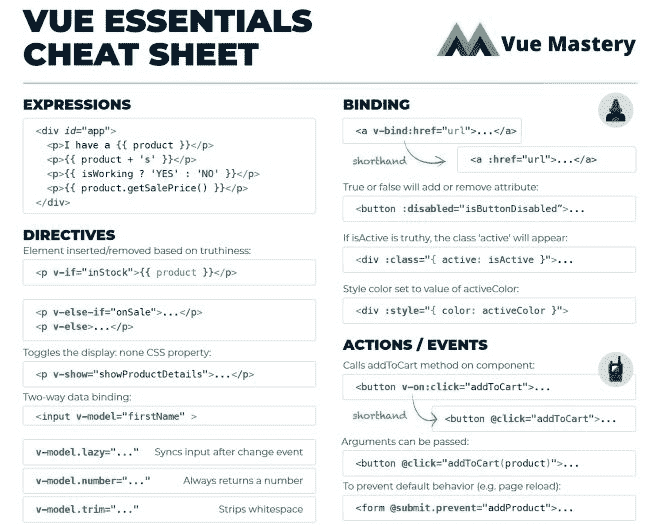 VUE ESSENTIALS
CHEAT SHEET
Vue Mastery
EXPRESSIONS
<div id="app">
<p>I have a {{ product }}</p>
<p>{{ product + 's' }}</p>
<p>{{ isWorking ? 'YES' : 'NO' }}</p>
<p>{{ product.getSalePrice() }}</p>
</div>
DIRECTIVES
Element inserted/removed based on truthiness:
<p v-if="inStock">{{ product }}</p>
<p v-else-if="onSale">...</p>
<p v-else>...</p>
Toggles the display: none CSS property:
<p v-show="showProductDetails">...</p>
Two-way data binding:
<input v-model="firstName" >
v-model.lazy="..." Syncs input after change event
v-model.number="..." Always returns a number
v-model.trim="..." Strips whitespace
BINDING
<a v-bind:href="url">...</a>
shorthand
<a :href="url">...</a>
True or false will add or remove attribute:
<button :disabled="isButtonDisabled”>...
If isActive is truthy, the class 'active' will appear:
<div :class="{ active: isActive }">...
Style color set to value of activeColor:
<div :style="{ color: activeColor }">
ACTIONS / EVENTS
Calls addToCart method on component:
<button v-on:click="addToCart">...
shorthand
<button @click="addToCart">...
Arguments can be passed:
<button @click="addToCart(product)">...
To prevent default behavior (e.g. page reload):
<form @submit.prevent="addProduct">...